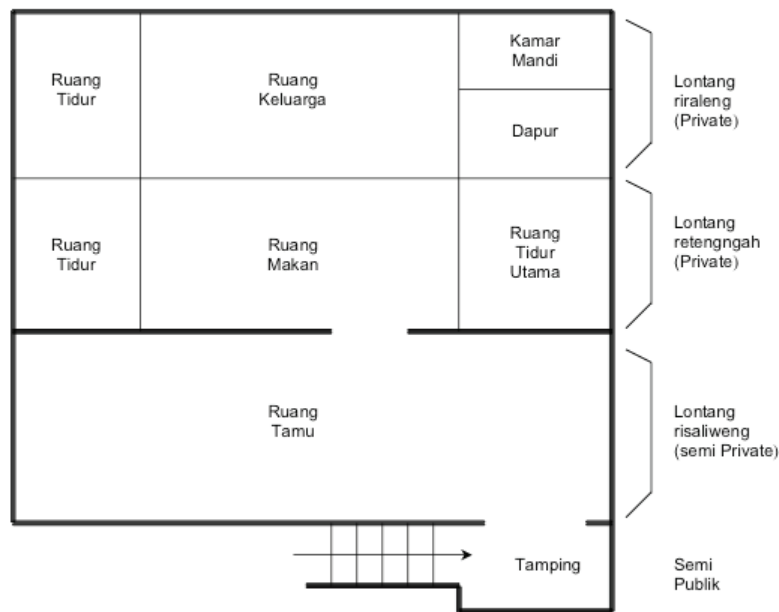 Ruang
Tidur
Ruang
Keluarga
Kamar
Mandi
Dapur
Lontang
riraleng
(Private)
Ruang
Tidur
Ruang
Makan
Ruang
Tidur
Utama
Lontang
retengngah
(Private)
Ruang
Tamu
Lontang
risaliweng
(semi Private)
Tamping
Semi
Publik